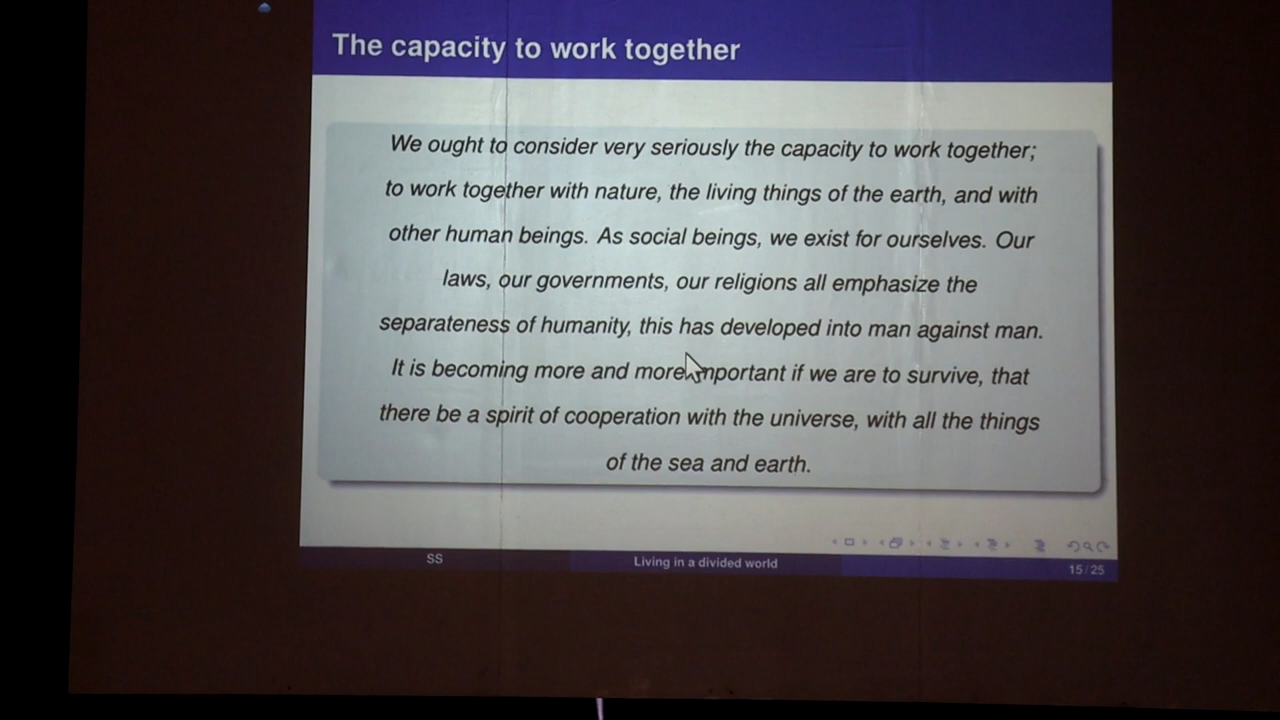 The capacity to work together
We ought to consider very seriously the capacity to work together;
to work together with nature, the living things of the earth, and with
other human beings. As social beings, we exist for ourselves. Our
laws, our governments, our religions all emphasize the
separateness of humanity, this has developed into man against man.
It is becoming more and more important if we are to survive, that
there be a spirit of cooperation with the universe, with all the things
of the sea and earth.
SS
Living in a divided world
15/25